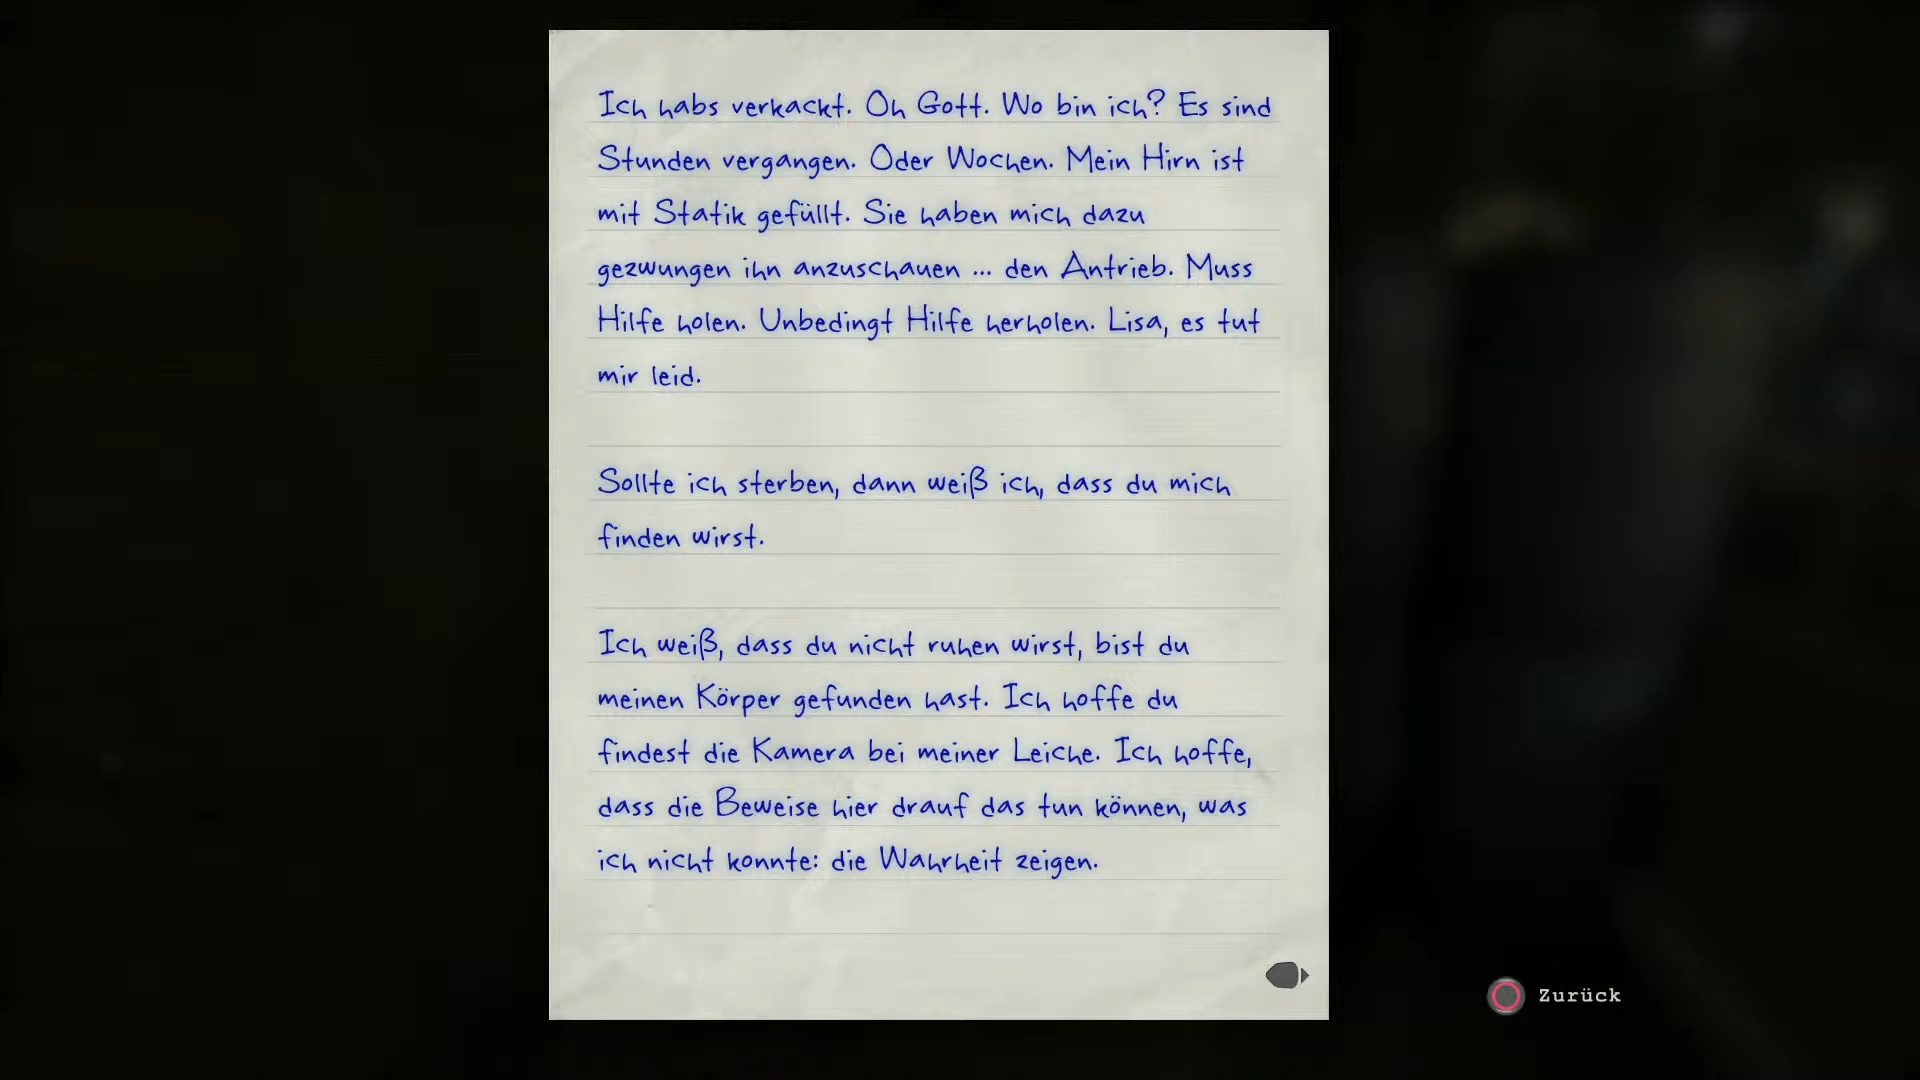 Ich habs verkackt. Oh Gott. Wo bin ich? Es sind
Stunden vergangen. Oder Wochen. Mein Hirn ist
mit Statik gefüllt. Sie haben mich dazu
gezwungen ihn anzuschauen ... den Antrieb. Muss
Hilfe holen. Unbedingt Hilfe herholen. Lisa, es tut
mir leid.
Sollte ich sterben, dann weiß ich, dass du mich
finden wirst.
Ich weiß, dass du nicht ruhen wirst, bist du
meinen Körper gefunden hast. Ich hoffe du
findest die Kamera bei meiner Leiche. Ich hoffe,
dass die Beweise hier drauf das tun können, was
ich nicht konnte: die Wahrheit zeigen.
Zurück